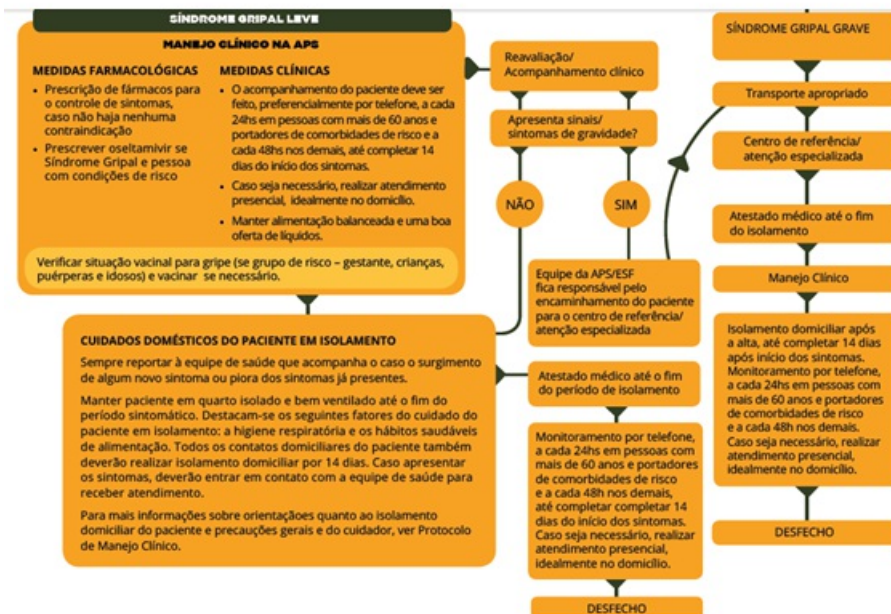 SÍNDROME GRIPAL LEVE
MANEJO CLÍNICO NA APS
MEDIDAS FARMACOLÓGICAS
• Prescrição de fármacos para
o controle de sintomas,
caso não haja nenhuma
contraindicação
• Prescrever oseltamivir se
Síndrome Gripal e pessoa
com condições de risco
MEDIDAS CLÍNICAS
• O acompanhamento do paciente deve ser
feito, preferencialmente por telefone, a cada
24hs em pessoas com mais de 60 anos e
portadores de comorbidades de risco e a
cada 48hs nos demais, até completar 14
dias do início dos sintomas.
• Caso seja necessário, realizar atendimento
presencial, idealmente no domicílio.
• Manter alimentação balanceada e uma boa
oferta de líquidos.
Verificar situação vacinal para gripe (se grupo de risco – gestante, crianças,
puérperas e idosos) e vacinar se necessário.
CUIDADOS DOMÉSTICOS DO PACIENTE EM ISOLAMENTO
Sempre reportar à equipe de saúde que acompanha o caso o surgimento
de algum novo sintoma ou piora dos sintomas já presentes.
Manter paciente em quarto isolado e bem ventilado até o fim do
período sintomático. Destacam-se os seguintes fatores do cuidado do
paciente em isolamento: a higiene respiratória e os hábitos saudáveis
de alimentação. Todos os contatos domiciliares do paciente também
deverão realizar isolamento domiciliar por 14 dias. Caso apresentar
os sintomas, deverão entrar em contato com a equipe de saúde para
receber atendimento.
Para mais informações sobre orientaçãoes quanto ao isolamento
domiciliar do paciente e precauções gerais e do cuidador, ver Protocolo
de Manejo Clínico.
Reavaliação/
Acompanhamento clínico
Apresenta sinais/
sintomas de gravidade?
NÃO
SIM
Equipe da APS/ESF
fica responsável pelo
encaminhamento do paciente
para o centro de referência/
atenção especializada
Atestado médico até o fim
do período de isolamento
Monitoramento por telefone,
a cada 24hs em pessoas com
mais de 60 anos e portadores
de comorbidades de risco
e a cada 48h nos demais,
até completar completar 14
dias do início dos sintomas.
Caso seja necessário, realizar
atendimento presencial,
idealmente no domicílio.
DESFECHO
SÍNDROME GRIPAL GRAVE
Transporte apropriado
Centro de referência/
atenção especializada
Atestado médico até o fim
do isolamento
Manejo Clínico
Isolamento domiciliar após
a alta, até completar 14 dias
após início dos sintomas.
Monitoramento por telefone,
a cada 24hs em pessoas com
mais de 60 anos e portadores
de comorbidades de risco
e a cada 48h nos demais.
Caso seja necessário, realizar
atendimento presencial,
idealmente no domicílio.
DESFECHO